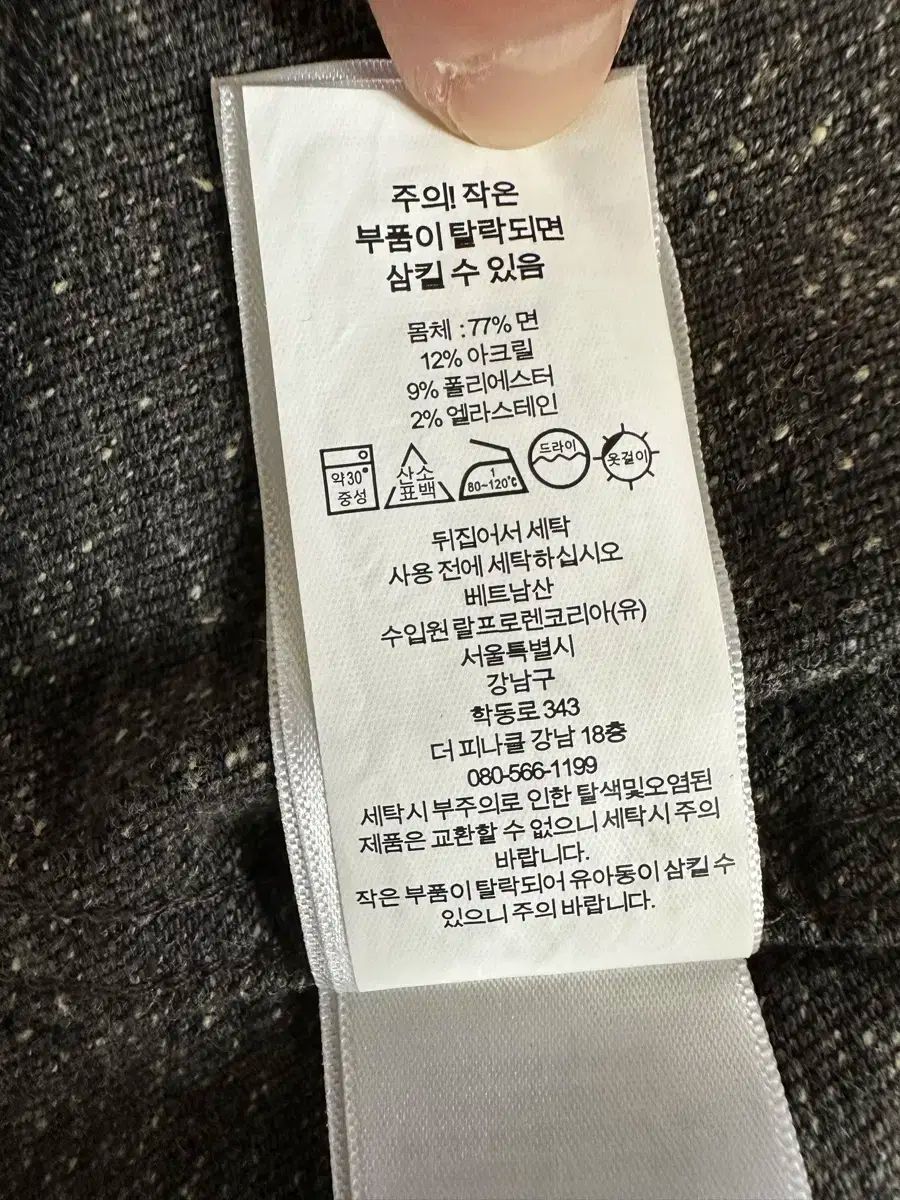 주의! 작은
부품이 탈락되면
삼킬 수 있음
몸체 : 77% 면
12% 아크릴
9% 폴리에스터
2% 엘라스테인
약30°
중성
산소
표백
1
80~120°C
드라이
옷걸이
뒤집어서 세탁
사용 전에 세탁하십시오
베트남산
수입원 랄프로렌코리아(유)
서울특별시
강남구
학동로 343
더 피나클 강남 18층
080-566-1199
세탁시 부주의로 인한 탈색및오염된
제품은 교환할 수 없으니 세탁시 주의
바랍니다.
작은 부품이 탈락되어 유아동이 삼킬 수
있으니 주의 바랍니다.